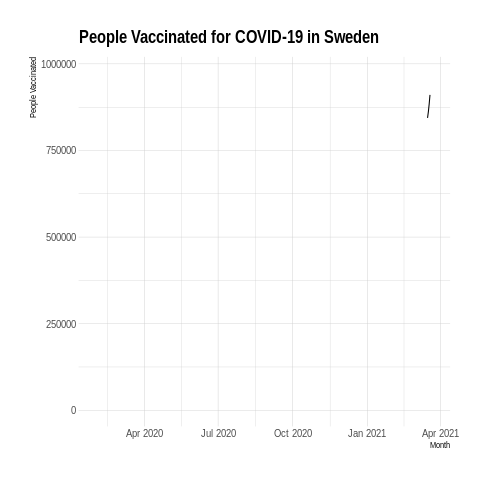 People Vaccinated for COVID-19 in Sweden
People Vaccinated
1000000
750000
500000
250000
0
Apr 2020 Jul 2020 Oct 2020 Jan 2021 Apr 2021
Month